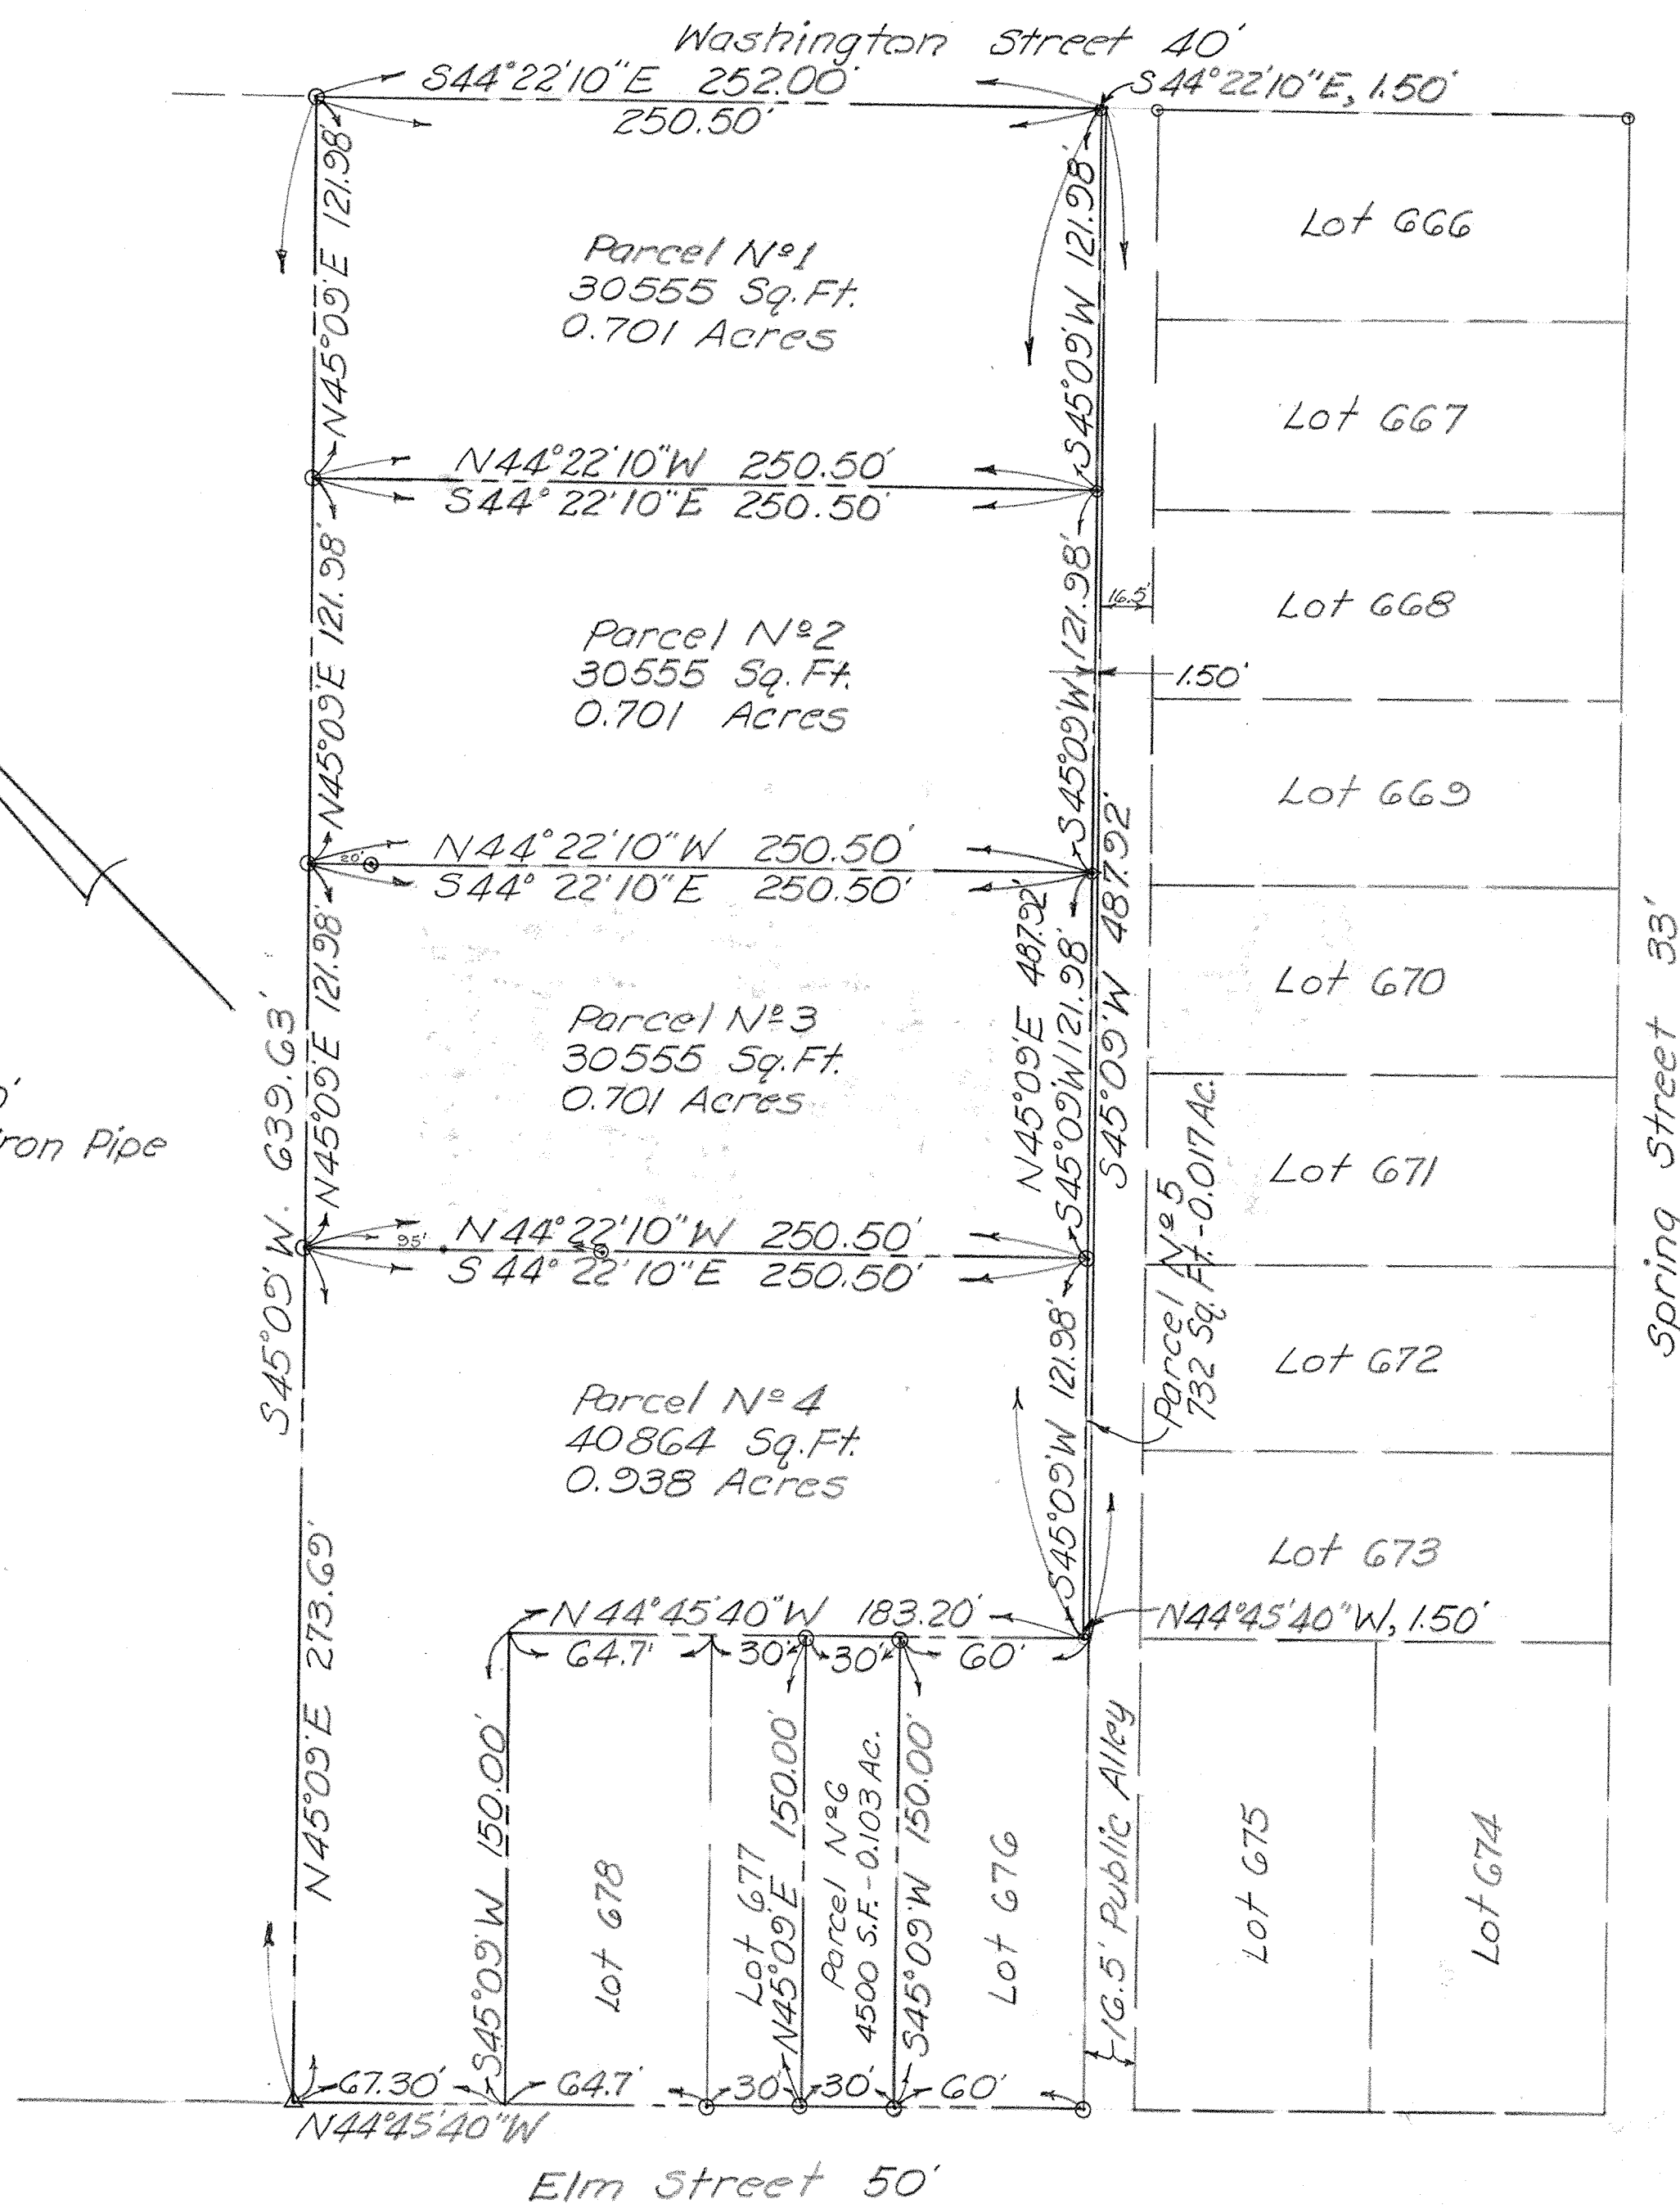 Washington Street 40'
S44°22'10"E 252.00'
S44°22'10"E, 1.50'
250.50'
N45°09'E 121.98'
S45°09'W 121.98'
Parcel Nº1
30555 Sq.Ft.
0.701 Acres
Lot 666
Lot 667
N44°22'10"W 250.50'
S44°22'10"E 250.50'
N45°09'E 121.98'
S45°09'W 121.98'
Parcel Nº2
30555 Sq.Ft.
0.701 Acres
16.5'
1.50'
Lot 668
Lot 669
20'
N44°22'10"W 250.50'
S44°22'10"E 250.50'
S45°09'W. 639.63'
N45°09'E 121.98'
N45°09'E 487.92'
S45°09'W 121.98'
S45°09'W 487.92'
Parcel Nº3
30555 Sq.Ft.
0.701 Acres
Lot 670
Lot 671
Spring Street 33'
0'
ron Pipe
Parcel Nº5
732 Sq.Ft.-0.017Ac.
95'
N44°22'10"W 250.50'
S44°22'10"E 250.50'
Parcel Nº4
40864 Sq.Ft.
0.938 Acres
N45°09'E 273.69'
S45°09'W 121.98'
Lot 672
Lot 673
N44°45'40"W 183.20'
N44°45'40"W, 1.50'
64.7' 30' 30' 60'
S45°09'W 150.00'
Lot 678
Lot 677
N45°09'E 150.00'
Parcel Nº6
4500 S.F.-0.103 Ac.
S45°09'W 150.00'
Lot 676
16.5' Public Alley
Lot 675
Lot 674
67.30' 64.7' 30' 30' 60'
N44°45'40"W
Elm Street 50'